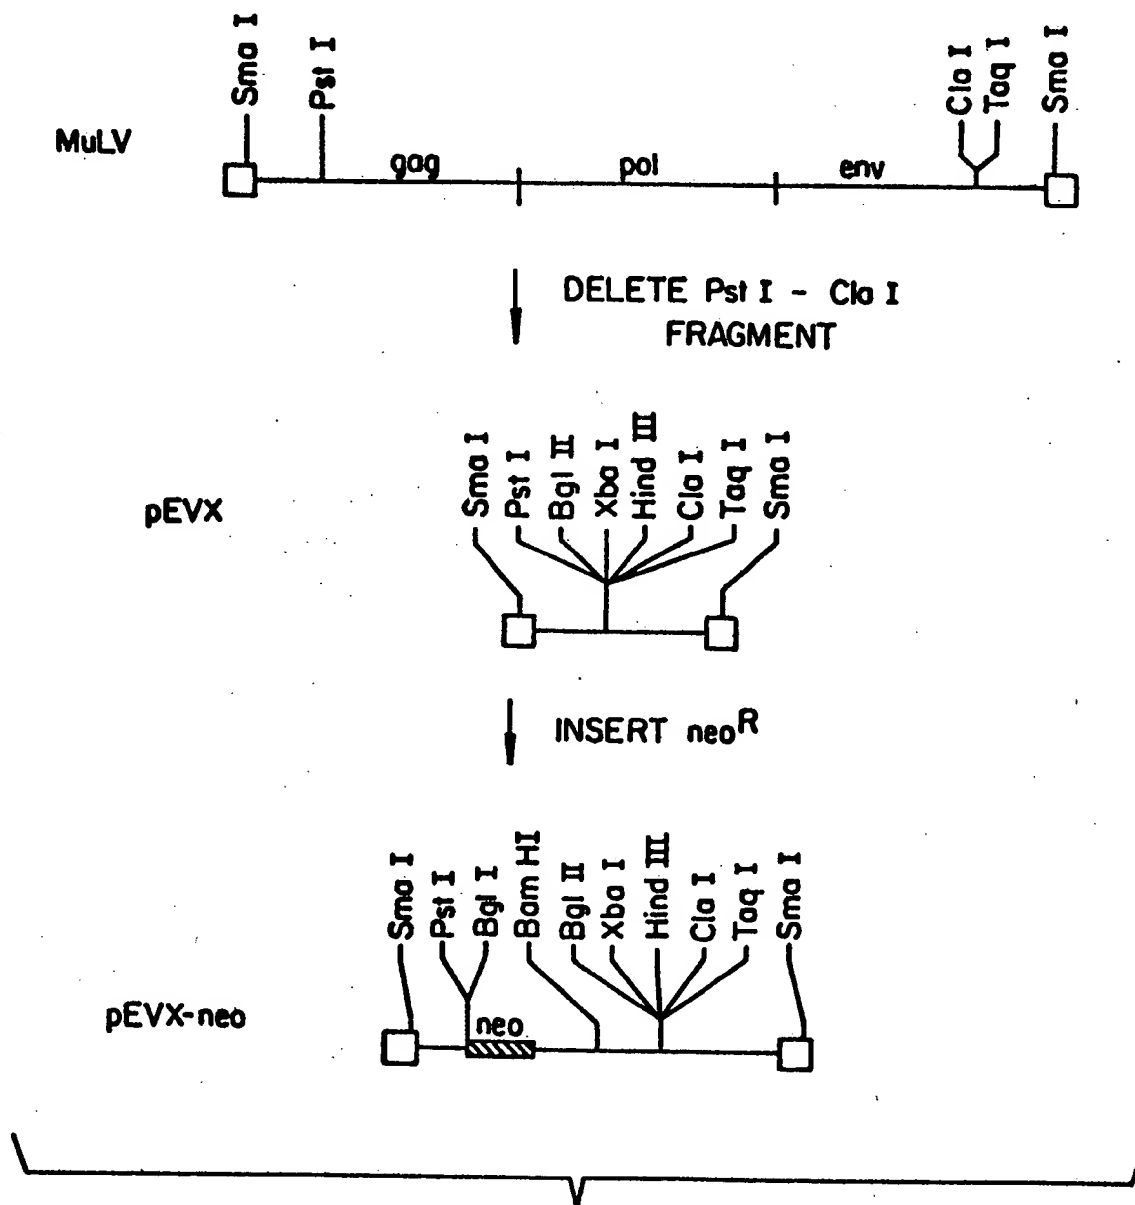 Sma I
Pst I
Cla I
Taq I
Sma I
MuLV
gag
pol
env
DELETE Pst I - Cla I
FRAGMENT
Sma I
Pst I
Bgl II
Xba I
Hind III
Cla I
Taq I
Sma I
pEVX
INSERT neoR
Sma I
Pst I
Bgl I
Bam HI
Bgl II
Xba I
Hind III
Cla I
Taq I
Sma I
pEVX-neo
neo